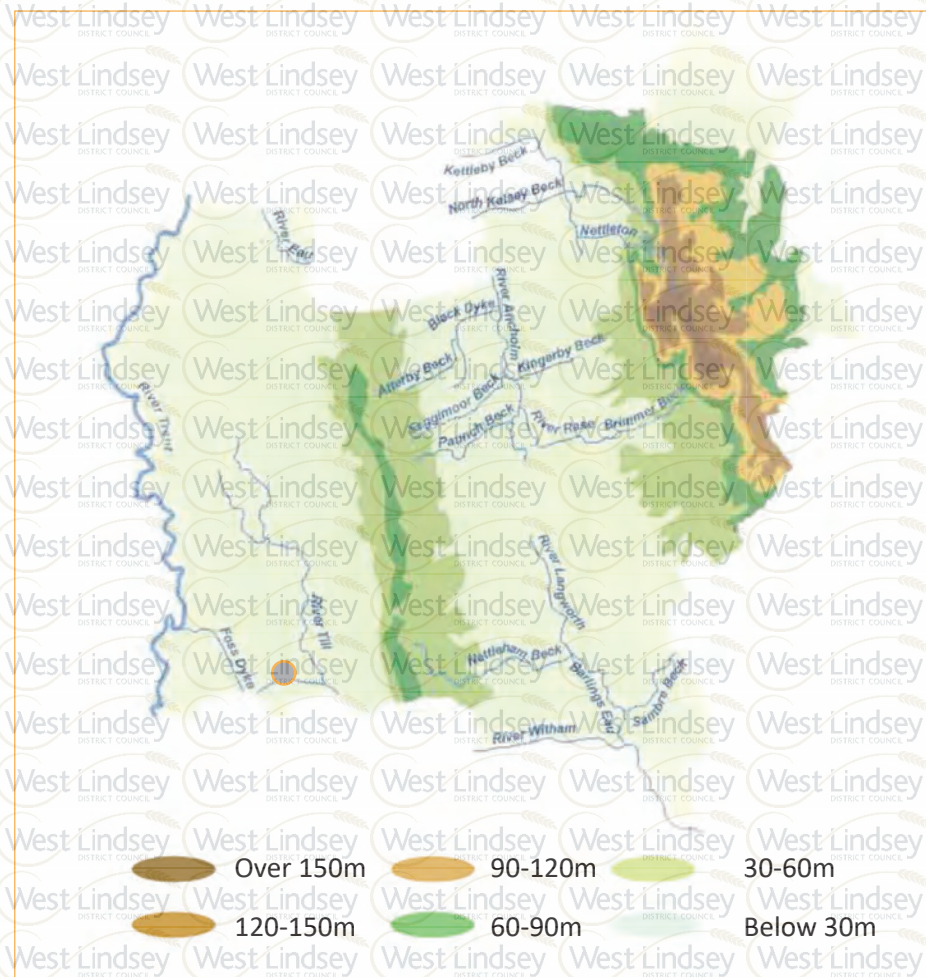 West Lindsey
DISTRICT COUNCIL
Kettleby Beck
North Kelsey Beck
Nettleton
River Eau
River Ancholm
Black Dyke
Kingerby Beck
Atterby Beck
Seggimoor Beck
Paunch Beck
River Rase
Brimmer Beck
River Trent
River Langworth
River Till
Foss Dyke
Nettleham Beck
Barlings Eau
Sambre Beck
River Witham
Over 150m
90-120m
30-60m
120-150m
60-90m
Below 30m